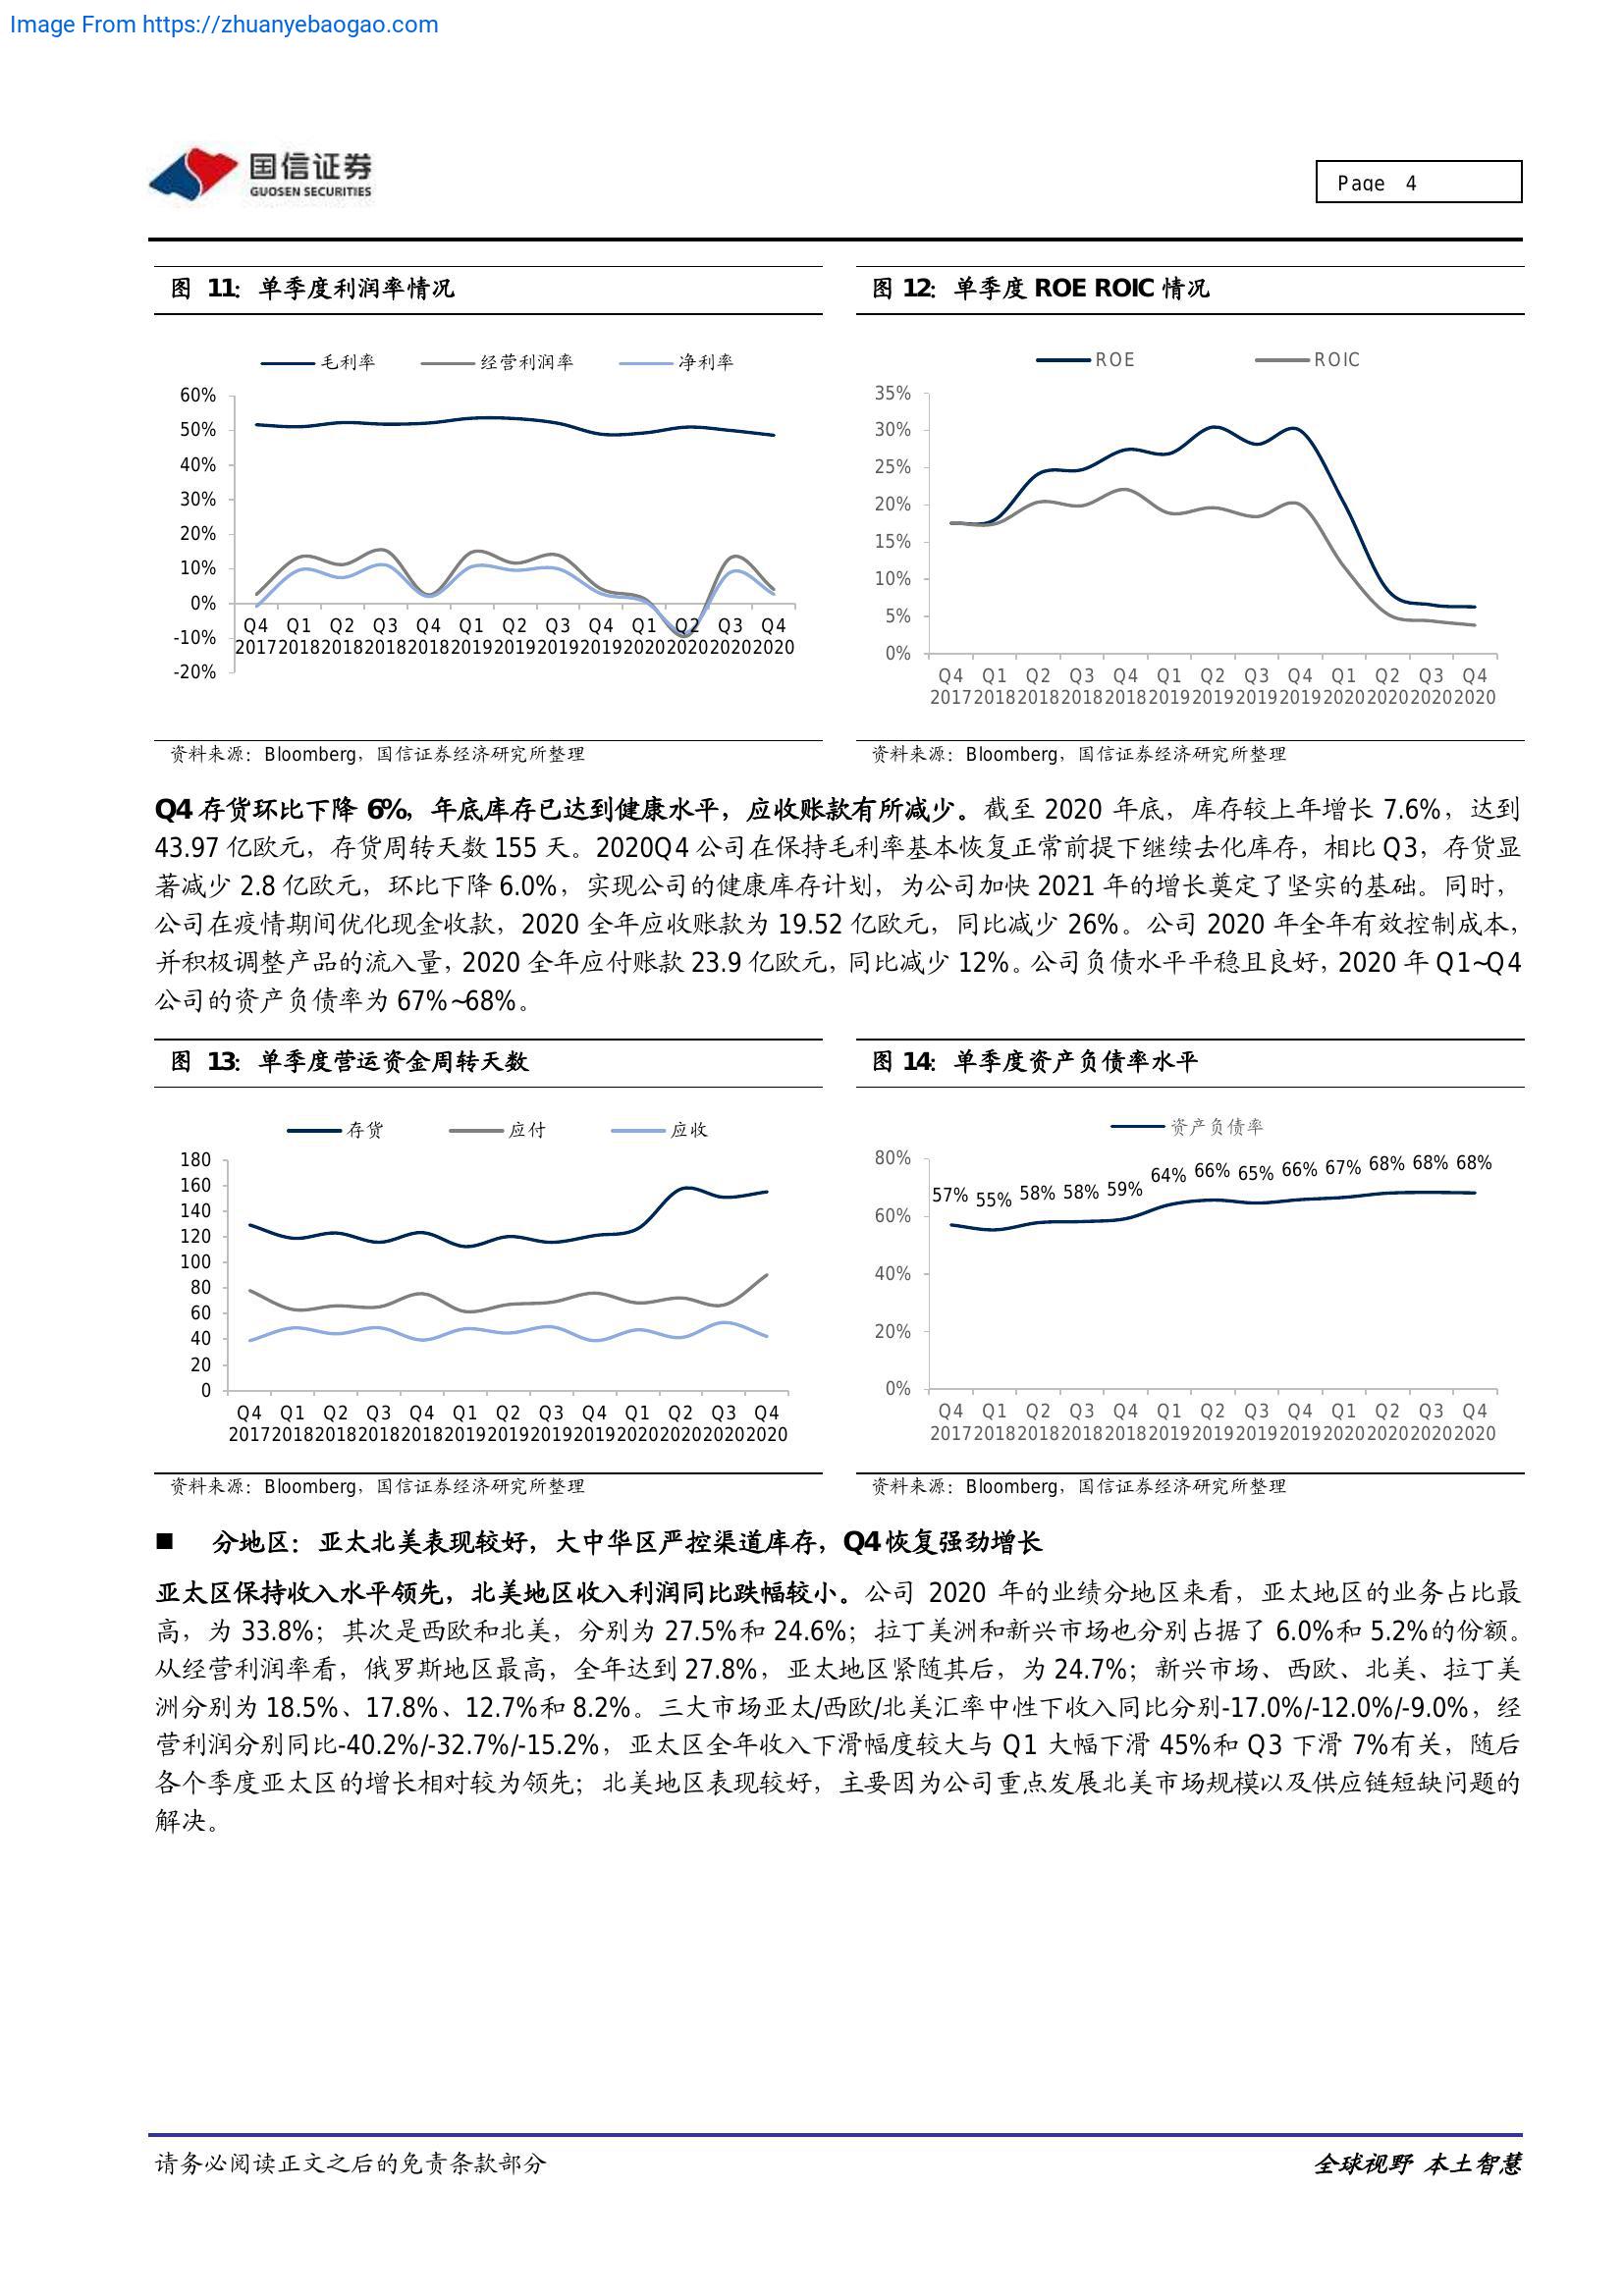 Image From https://zhuanyebaogao.com
国信证券
GUOSEN SECURITIES
Page 4
图 11：单季度利润率情况
毛利率 经营利润率 净利率
60%
50%
40%
30%
20%
10%
0%
-10%
-20%
Q4 Q1 Q2 Q3 Q4 Q1 Q2 Q3 Q4 Q1 Q2 Q3 Q4
2017 2018 2018 2018 2018 2019 2019 2019 2019 2020 2020 2020 2020
资料来源：Bloomberg，国信证券经济研究所整理
图 12：单季度 ROE ROIC 情况
ROE ROIC
35%
30%
25%
20%
15%
10%
5%
0%
Q4 Q1 Q2 Q3 Q4 Q1 Q2 Q3 Q4 Q1 Q2 Q3 Q4
2017 2018 2018 2018 2018 2019 2019 2019 2019 2020 2020 2020 2020
资料来源：Bloomberg，国信证券经济研究所整理
Q4 存货环比下降 6%，年底库存已达到健康水平，应收账款有所减少。截至 2020 年底，库存较上年增长 7.6%，达到
43.97 亿欧元，存货周转天数 155 天。2020Q4 公司在保持毛利率基本恢复正常前提下继续去化库存，相比 Q3，存货显
著减少 2.8 亿欧元，环比下降 6.0%，实现公司的健康库存计划，为公司加快 2021 年的增长奠定了坚实的基础。同时，
公司在疫情期间优化现金收款，2020 全年应收账款为 19.52 亿欧元，同比减少 26%。公司 2020 年全年有效控制成本，
并积极调整产品的流入量，2020 全年应付账款 23.9 亿欧元，同比减少 12%。公司负债水平平稳且良好，2020 年 Q1~Q4
公司的资产负债率为 67%~68%。
图 13：单季度营运资金周转天数
存货 应付 应收
180
160
140
120
100
80
60
40
20
0
Q4 Q1 Q2 Q3 Q4 Q1 Q2 Q3 Q4 Q1 Q2 Q3 Q4
2017 2018 2018 2018 2018 2019 2019 2019 2019 2020 2020 2020 2020
资料来源：Bloomberg，国信证券经济研究所整理
图 14：单季度资产负债率水平
资产负债率
80%
60%
40%
20%
0%
57% 55% 58% 58% 59% 64% 66% 65% 66% 67% 68% 68% 68%
Q4 Q1 Q2 Q3 Q4 Q1 Q2 Q3 Q4 Q1 Q2 Q3 Q4
2017 2018 2018 2018 2018 2019 2019 2019 2019 2020 2020 2020 2020
资料来源：Bloomberg，国信证券经济研究所整理
■ 分地区：亚太北美表现较好，大中华区严控渠道库存，Q4 恢复强劲增长
亚太区保持收入水平领先，北美地区收入利润同比跌幅较小。公司 2020 年的业绩分地区来看，亚太地区的业务占比最
高，为 33.8%；其次是西欧和北美，分别为 27.5%和 24.6%；拉丁美洲和新兴市场也分别占据了 6.0%和 5.2%的份额。
从经营利润率看，俄罗斯地区最高，全年达到 27.8%，亚太地区紧随其后，为 24.7%；新兴市场、西欧、北美、拉丁美
洲分别为 18.5%、17.8%、12.7%和 8.2%。三大市场亚太/西欧/北美汇率中性下收入同比分别-17.0%/-12.0%/-9.0%，经
营利润分别同比-40.2%/-32.7%/-15.2%，亚太区全年收入下滑幅度较大与 Q1 大幅下滑 45%和 Q3 下滑 7%有关，随后
各个季度亚太区的增长相对较为领先；北美地区表现较好，主要因为公司重点发展北美市场规模以及供应链短缺问题的
解决。
请务必阅读正文之后的免责条款部分
全球视野 本土智慧